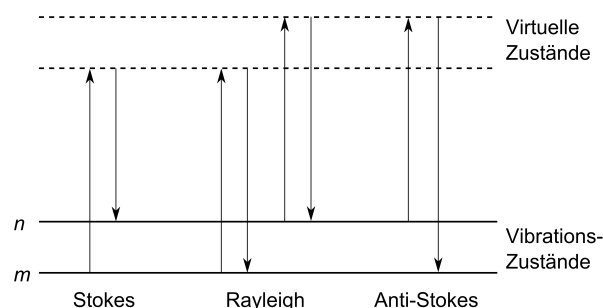 Virtuelle
Zustände
n
Vibrations-
Zustände
m
Stokes Rayleigh Anti-Stokes